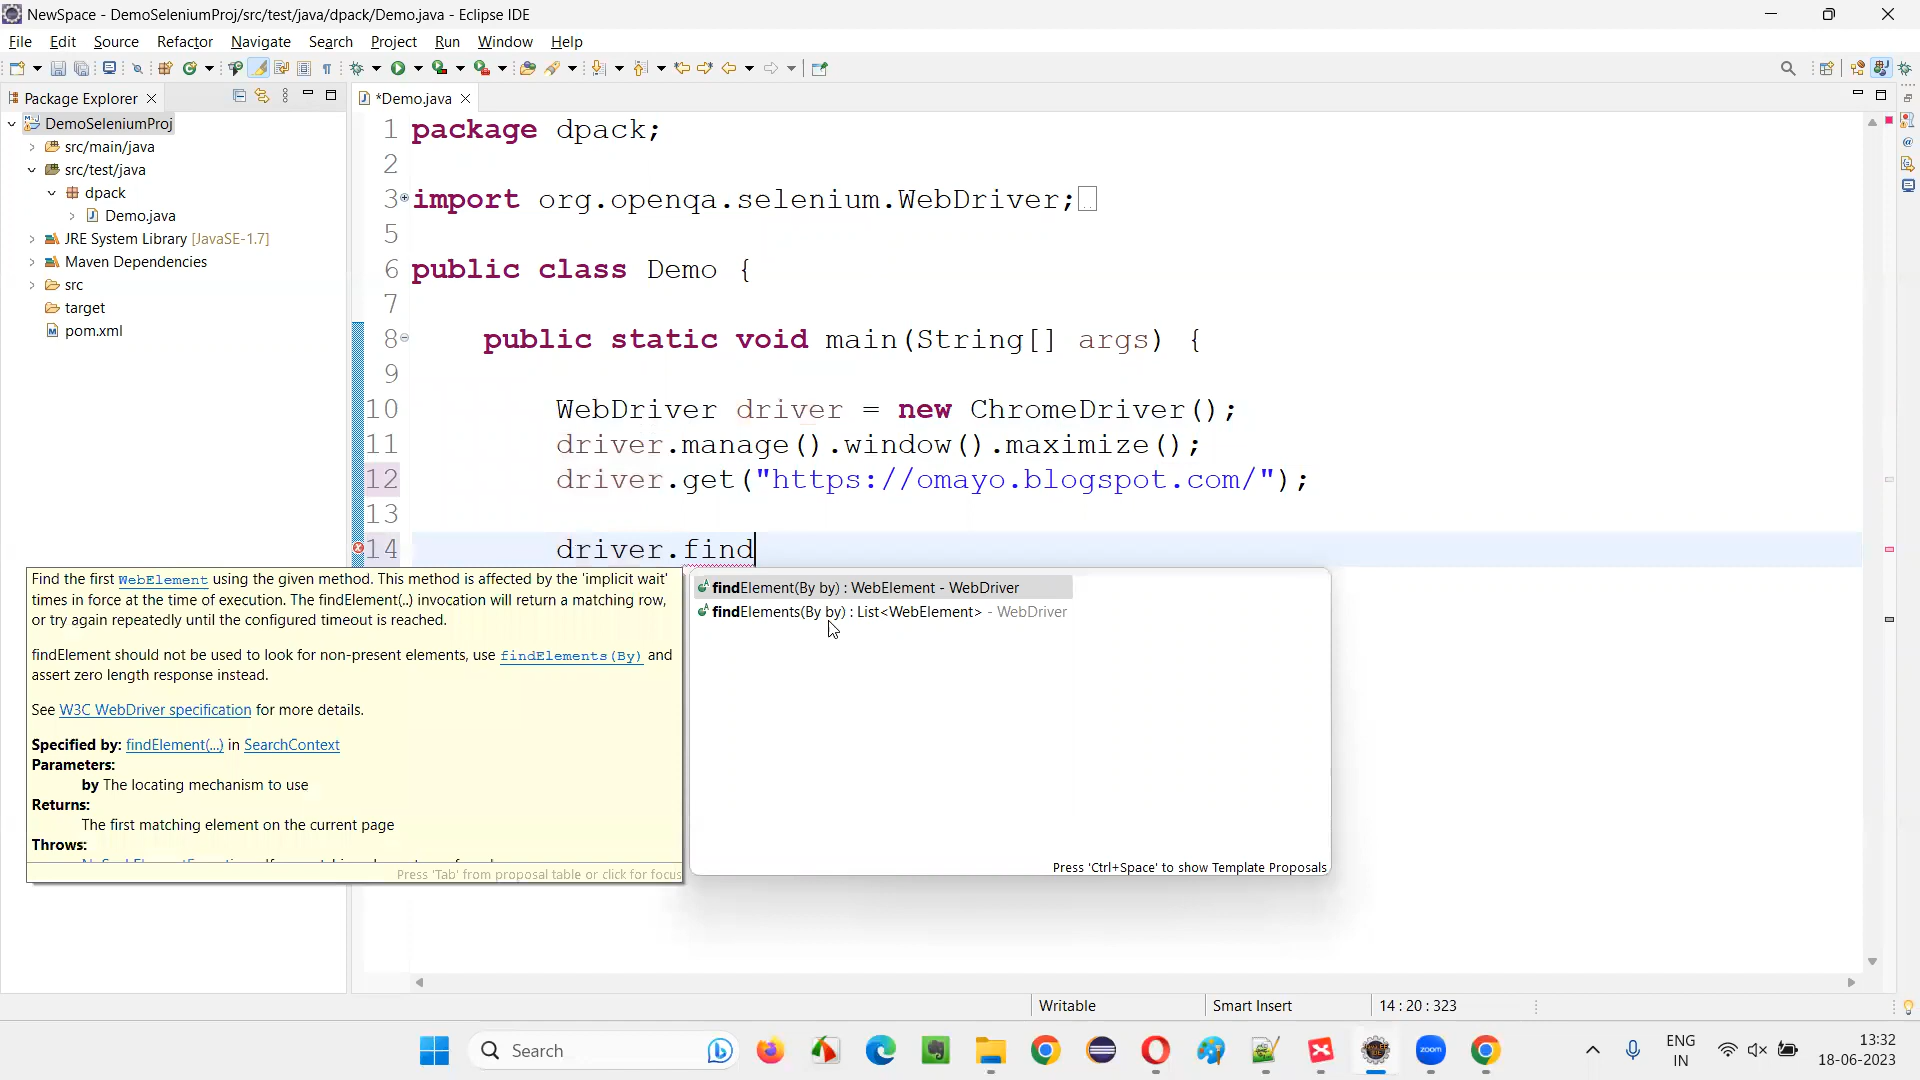 NewSpace - DemoSeleniumProj/src/test/java/dpack/Demo.java - Eclipse IDE
File Edit Source Refactor Navigate Search Project Run Window Help
Package Explorer
*Demo.java
DemoSeleniumProj
src/main/java
src/test/java
dpack
Demo.java
JRE System Library [JavaSE-1.7]
Maven Dependencies
src
target
pom.xml
1 package dpack;
2
3 import org.openqa.selenium.WebDriver;
5
6 public class Demo {
7
8 public static void main(String[] args) {
9
10 WebDriver driver = new ChromeDriver();
11 driver.manage().window().maximize();
12 driver.get("https://omayo.blogspot.com/");
13
14 driver.find
Find the first WebElement using the given method. This method is affected by the 'implicit wait'
times in force at the time of execution. The findElement(..) invocation will return a matching row,
or try again repeatedly until the configured timeout is reached.
findElement should not be used to look for non-present elements, use findElements(By) and
assert zero length response instead.
See W3C WebDriver specification for more details.
Specified by: findElement(...) in SearchContext
Parameters:
by The locating mechanism to use
Returns:
The first matching element on the current page
Throws:
Press 'Tab' from proposal table or click for focus
findElement(By by) : WebElement - WebDriver
findElements(By by) : List<WebElement> - WebDriver
Press 'Ctrl+Space' to show Template Proposals
Writable
Smart Insert
14 : 20 : 323
Search
zoom
ENG
IN
13:32
18-06-2023